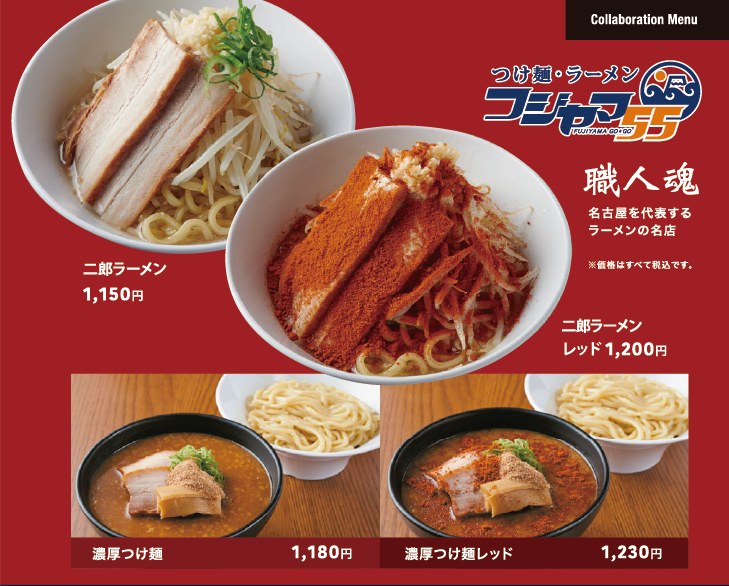 Collaboration Menu
つけ麺・ラーメン
フジヤマ55
FUJIYAMA GO★GO
職人魂
名古屋を代表する
ラーメンの名店
※価格はすべて税込です。
二郎ラーメン
1,150円
二郎ラーメン
レッド 1,200円
濃厚つけ麺 1,180円
濃厚つけ麺レッド 1,230円